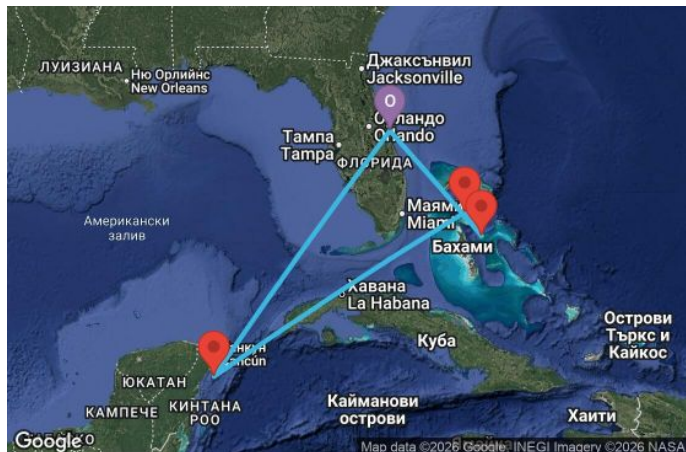 ЛУИЗИАНА
Ню Орлийнс
New Orleans
Джаксънвил
Jacksonville
O
Орландо
Orlando
Тампа
Tampa
ФЛОРИДА
Маями
Miami
Американски
залив
Бахами
Хавана
La Habana
Куба
Острови
Търкс и
Кайкос
ЮКАТАН
КАМПЕЧЕ
КИНТАНА
РОО
Кайманови
острови
Хаити
Google
Map data ©2026 Google, INEGI Imagery ©2026 NASA